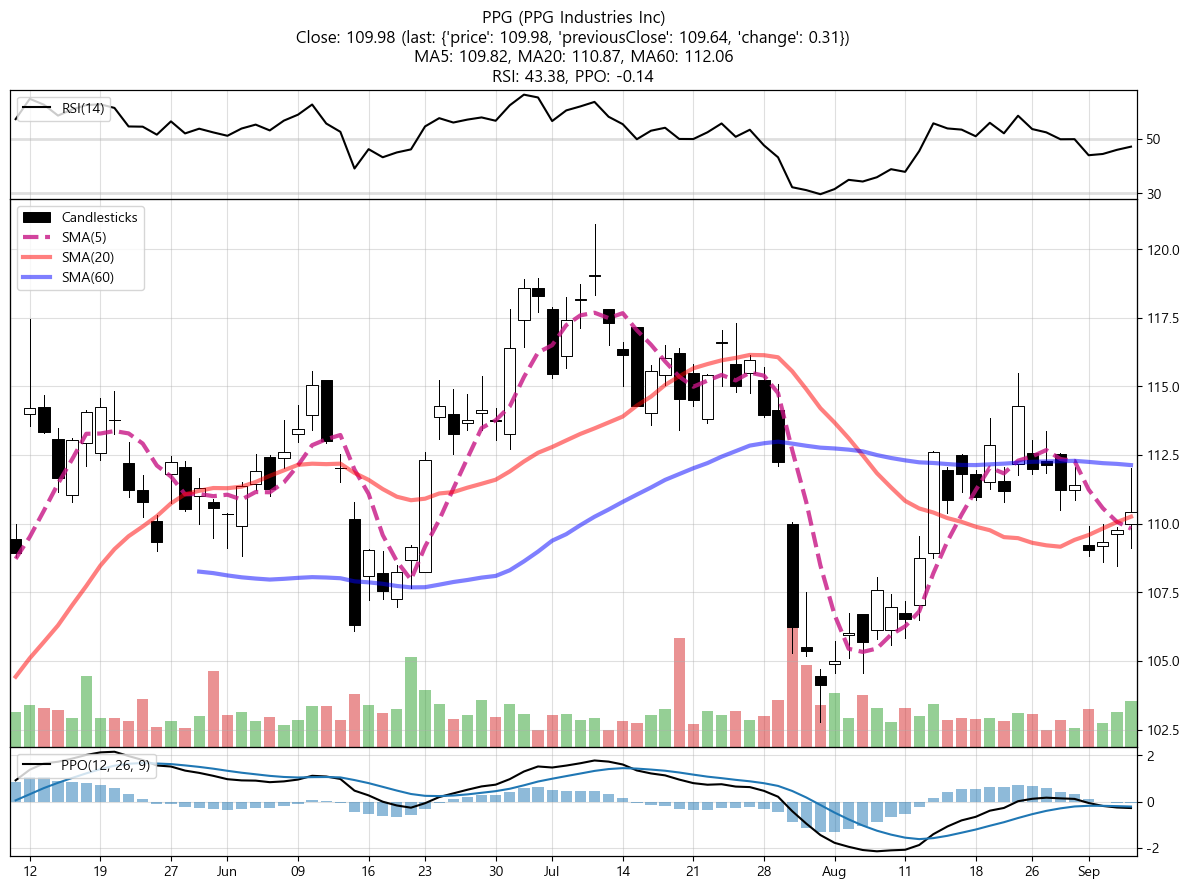 PPG (PPG Industries Inc)
Close: 109.98 (last: {'price': 109.98, 'previousClose': 109.64, 'change': 0.31})
MA5: 109.82, MA20: 110.87, MA60: 112.06
RSI: 43.38, PPO: -0.14
RSI(14)
50
30
Candlesticks
SMA(5)
SMA(20)
SMA(60)
120.0
117.5
115.0
112.5
110.0
107.5
105.0
102.5
PPO(12, 26, 9)
2
0
-2
12 19 27 Jun 09 16 23 Jul 14 21 28 Aug 11 18 26 Sep